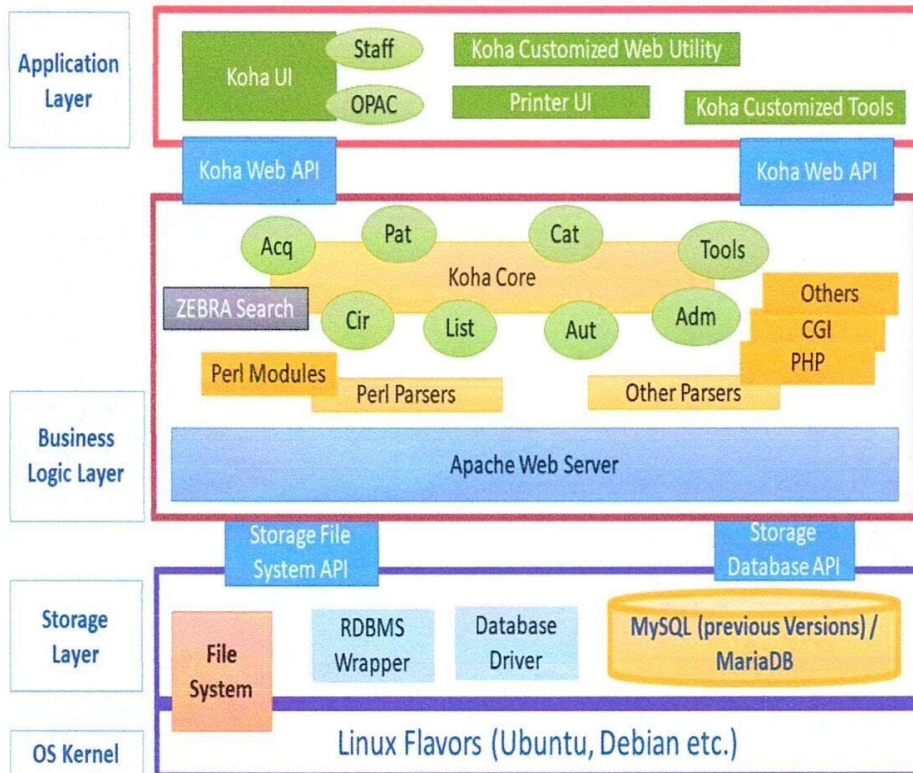 Application
Layer
Koha UI
Staff
OPAC
Koha Customized Web Utility
Printer UI
Koha Customized Tools
Koha Web API
Koha Web API
Acq
Pat
Cat
Tools
Koha Core
ZEBRA Search
Cir
List
Aut
Adm
Others
CGI
PHP
Perl Modules
Perl Parsers
Other Parsers
Business
Logic Layer
Apache Web Server
Storage File
System API
Storage
Database API
Storage
Layer
File
System
RDBMS
Wrapper
Database
Driver
MySQL (previous Versions) /
MariaDB
OS Kernel
Linux Flavors (Ubuntu, Debian etc.)